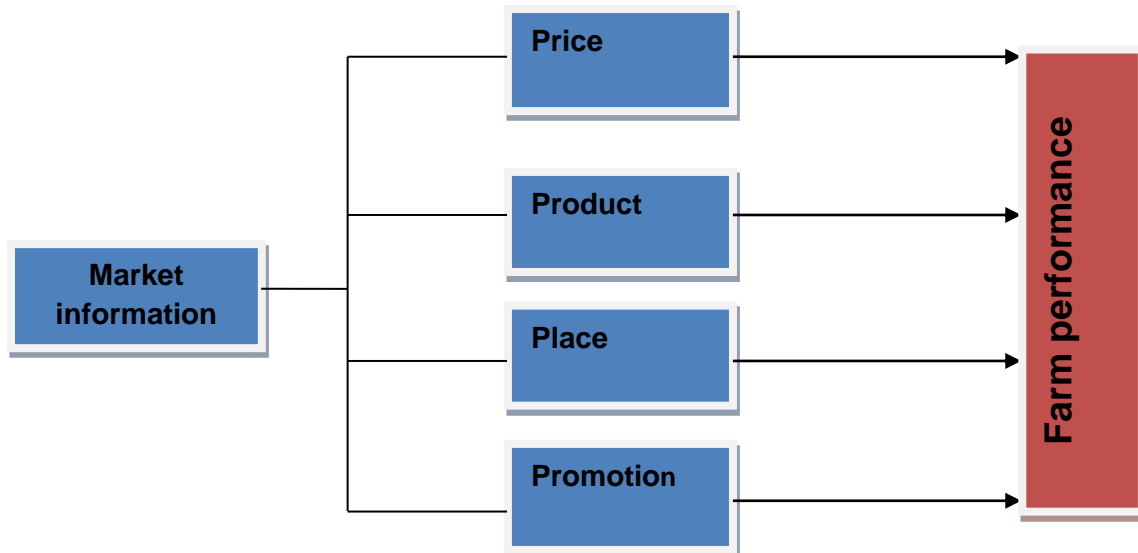 Price
Product
Market
information
Place
Promotion
Farm performance